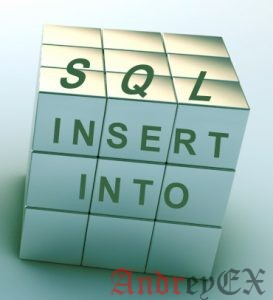 SQL
INSERT
INTO
AndreyEX